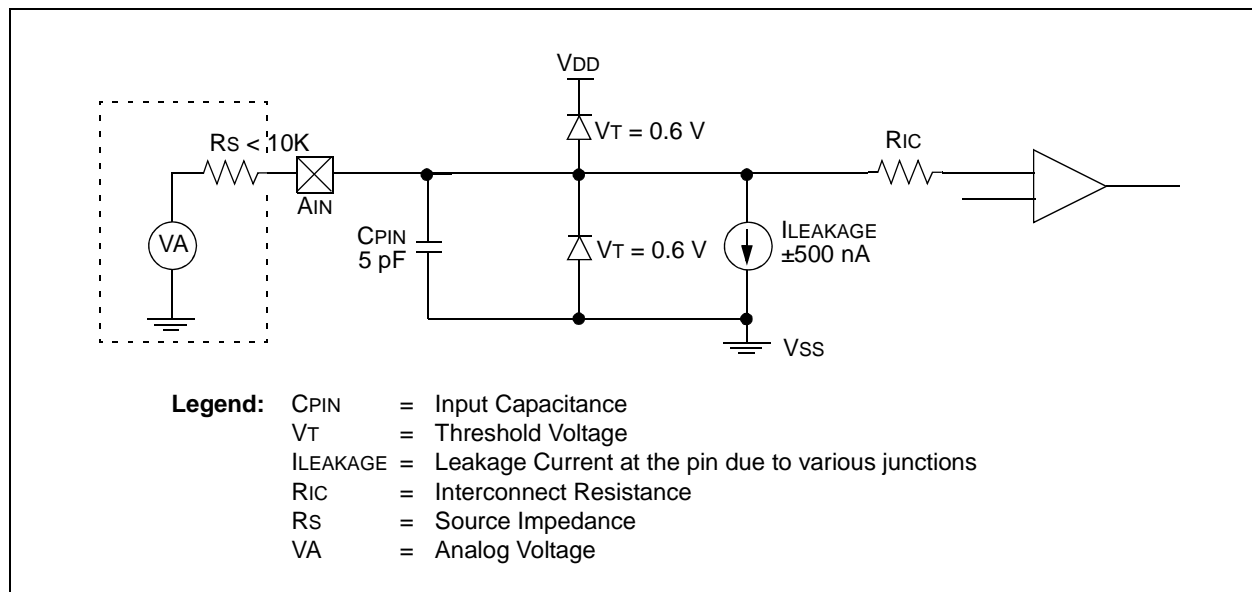 VDD
VT = 0.6 V
RS < 10K
RIC
AIN
VA
CPIN
5 pF
VT = 0.6 V
ILEAKAGE
±500 nA
VSS
Legend: CPIN = Input Capacitance
VT = Threshold Voltage
ILEAKAGE = Leakage Current at the pin due to various junctions
RIC = Interconnect Resistance
RS = Source Impedance
VA = Analog Voltage